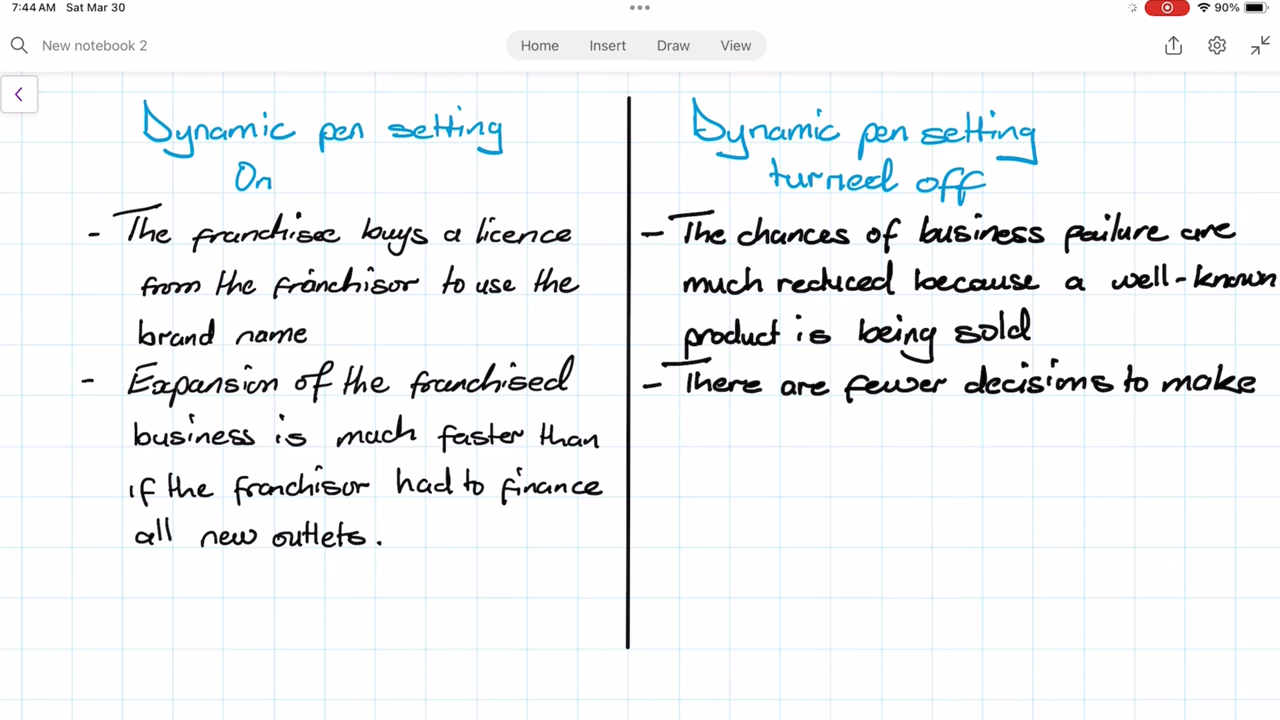 7:44 AM Sat Mar 30
90%
New notebook 2
Home Insert Draw View
Dynamic pen setting
On
- The franchisee buys a licence
from the franchisor to use the
brand name
- Expansion of the franchised
business is much faster than
if the franchisor had to finance
all new outlets.
Dynamic pen setting
turned off
- The chances of business failure are
much reduced because a well-known
product is being sold
- There are fewer decisions to make